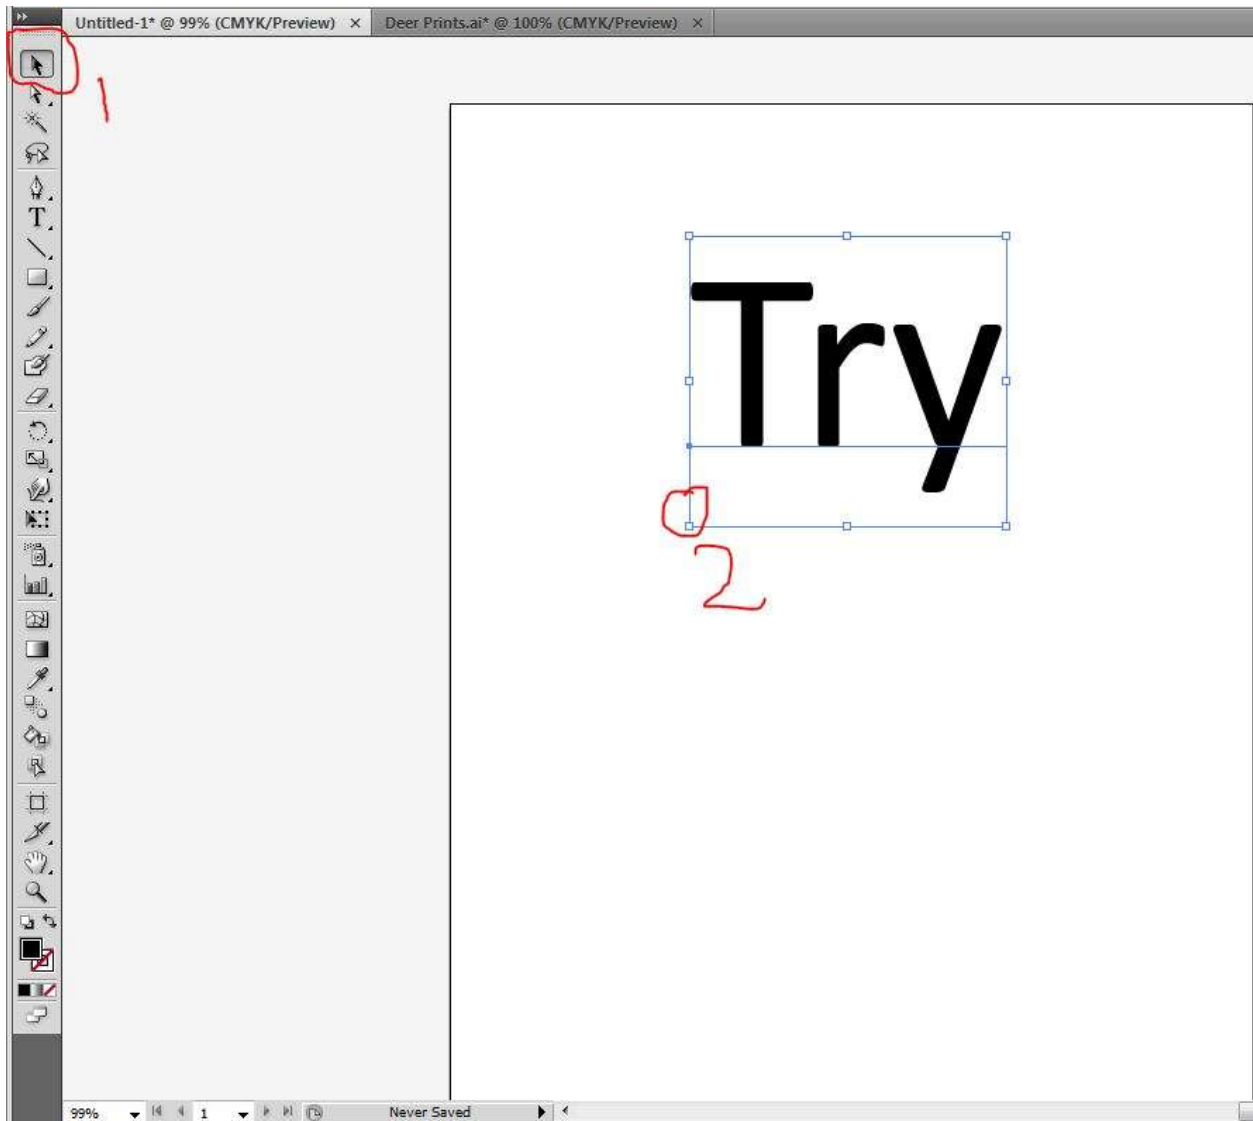 Untitled-1* @ 99% (CMYK/Preview) × Deer Prints.ai* @ 100% (CMYK/Preview) ×
1
T
Try
2
99% 1 Never Saved